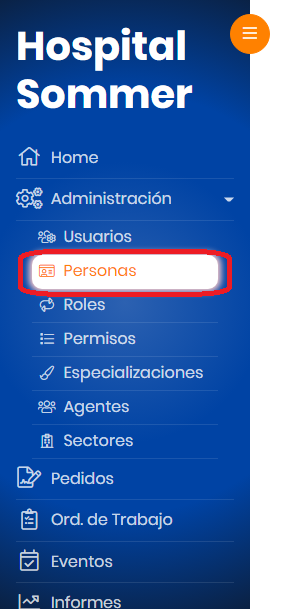 Hospital
Sommer
Home
Administración
Usuarios
Personas
Roles
Permisos
Especializaciones
Agentes
Sectores
Pedidos
Ord. de Trabajo
Eventos
Informes